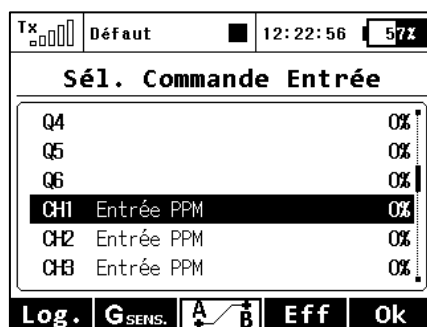 Tx Défaut 12:22:56 57%
Sél. Commande Entrée
Q4 0%
Q5 0%
Q6 0%
CH1 Entrée PPM 0%
CH2 Entrée PPM 0%
CH3 Entrée PPM 0%
Log. GSENS. A B Eff Ok